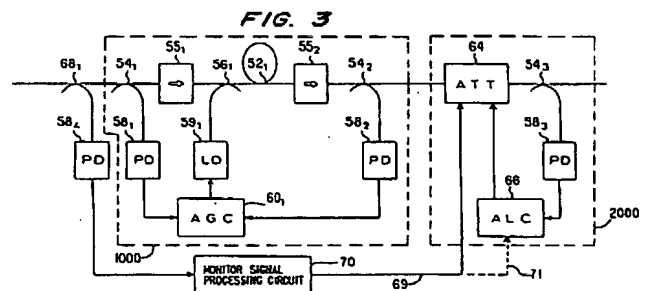 FIG. 3
68₁ 54₁ 55₁ 56₁ 52₁ 55₂ 54₂ 64 54₃
ATT
58₄ 58₁ 59₁ 58₂ 58₃
PD PD LD PD 66 PD
60₁
AGC ALC
2000
1000 70 69 71
MONITOR SIGNAL
PROCESSING CIRCUIT